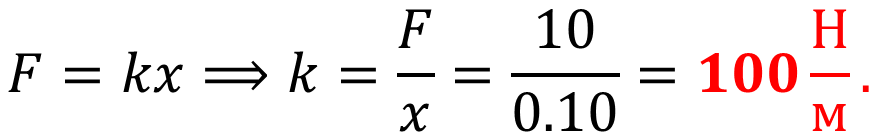 F = kx ⟹ k = F/x = 10/0.10 = 100 Н/м.